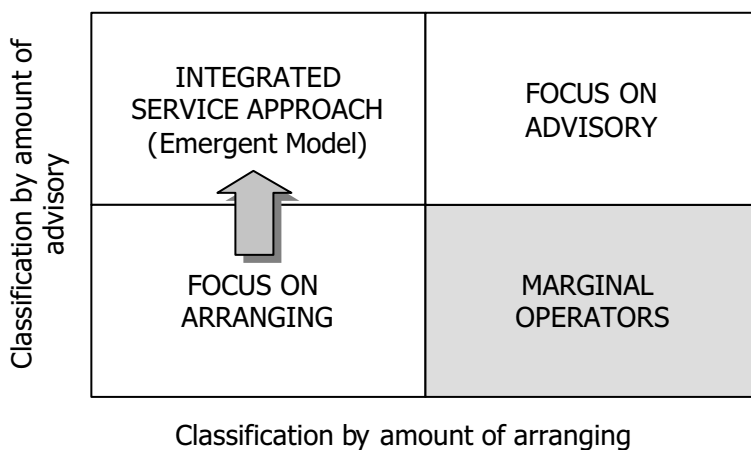 Classification by amount of
advisory
INTEGRATED
SERVICE APPROACH
(Emergent Model)
FOCUS ON
ADVISORY
FOCUS ON
ARRANGING
MARGINAL
OPERATORS
Classification by amount of arranging